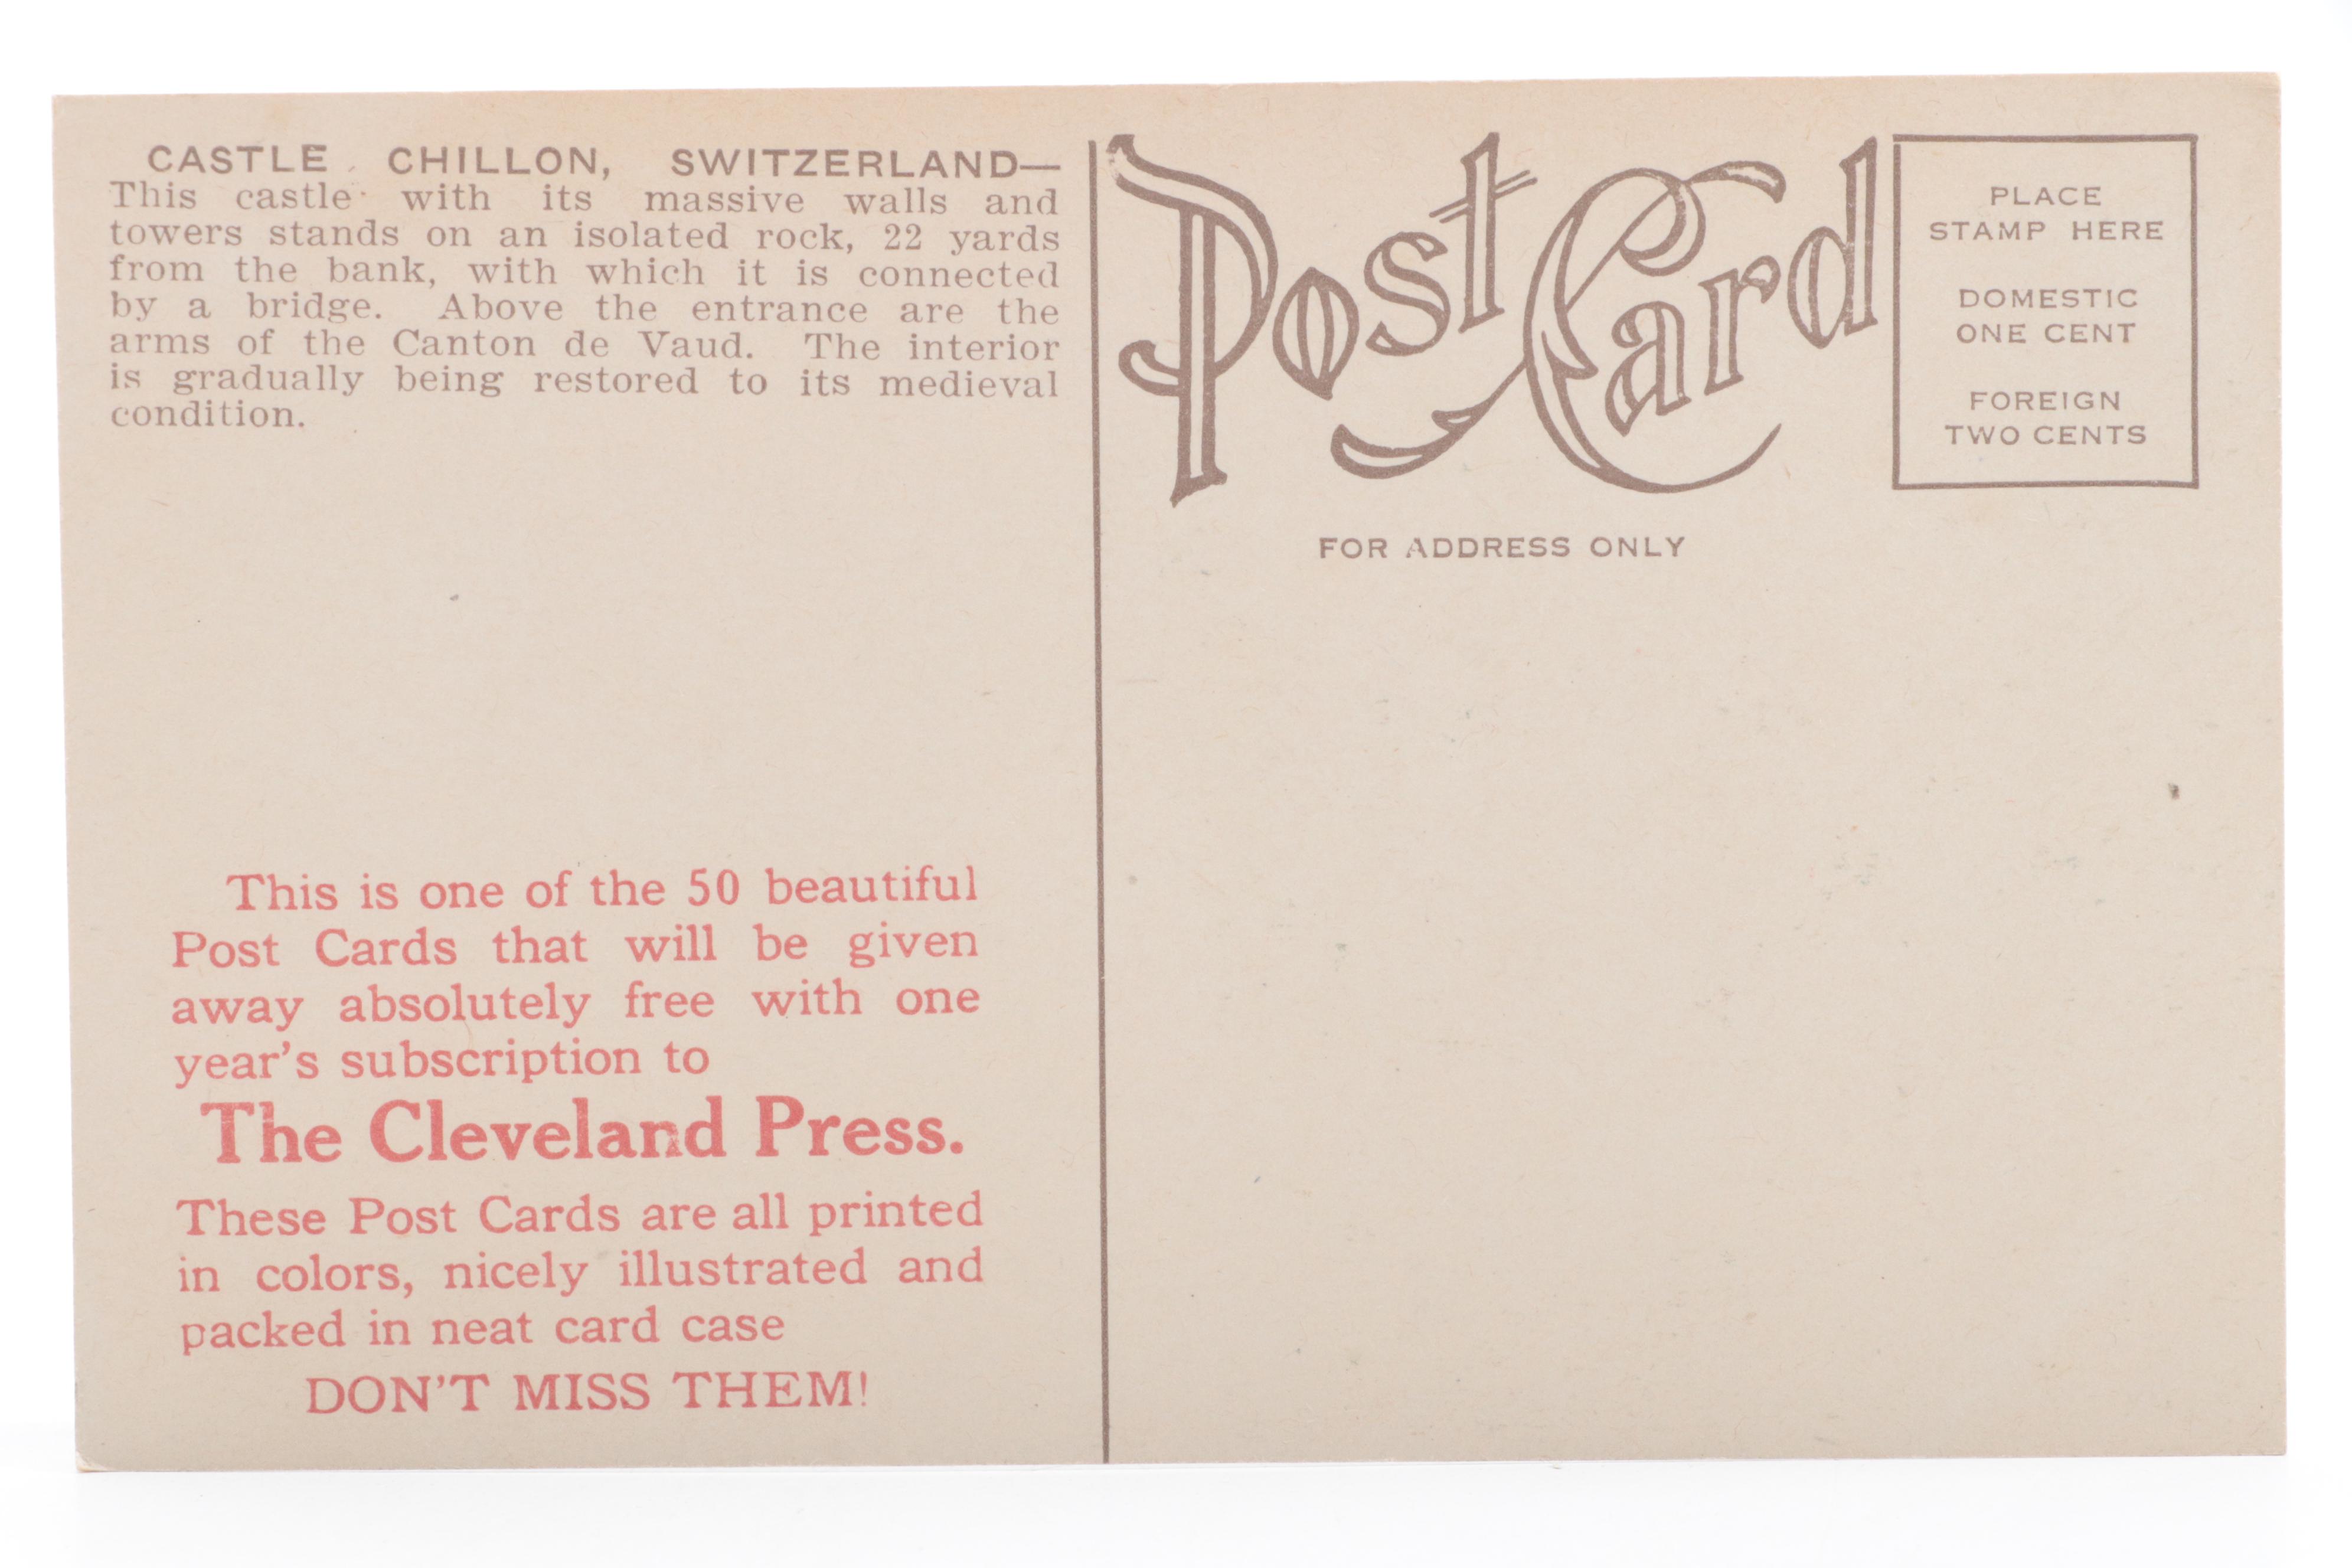 CASTLE CHILLON, SWITZERLAND—
This castle with its massive walls and
towers stands on an isolated rock, 22 yards
from the bank, with which it is connected
by a bridge. Above the entrance are the
arms of the Canton de Vaud. The interior
is gradually being restored to its medieval
condition.
This is one of the 50 beautiful
Post Cards that will be given
away absolutely free with one
year's subscription to
The Cleveland Press.
These Post Cards are all printed
in colors, nicely illustrated and
packed in neat card case
DON'T MISS THEM!
Post Card
FOR ADDRESS ONLY
PLACE
STAMP HERE
DOMESTIC
ONE CENT
FOREIGN
TWO CENTS